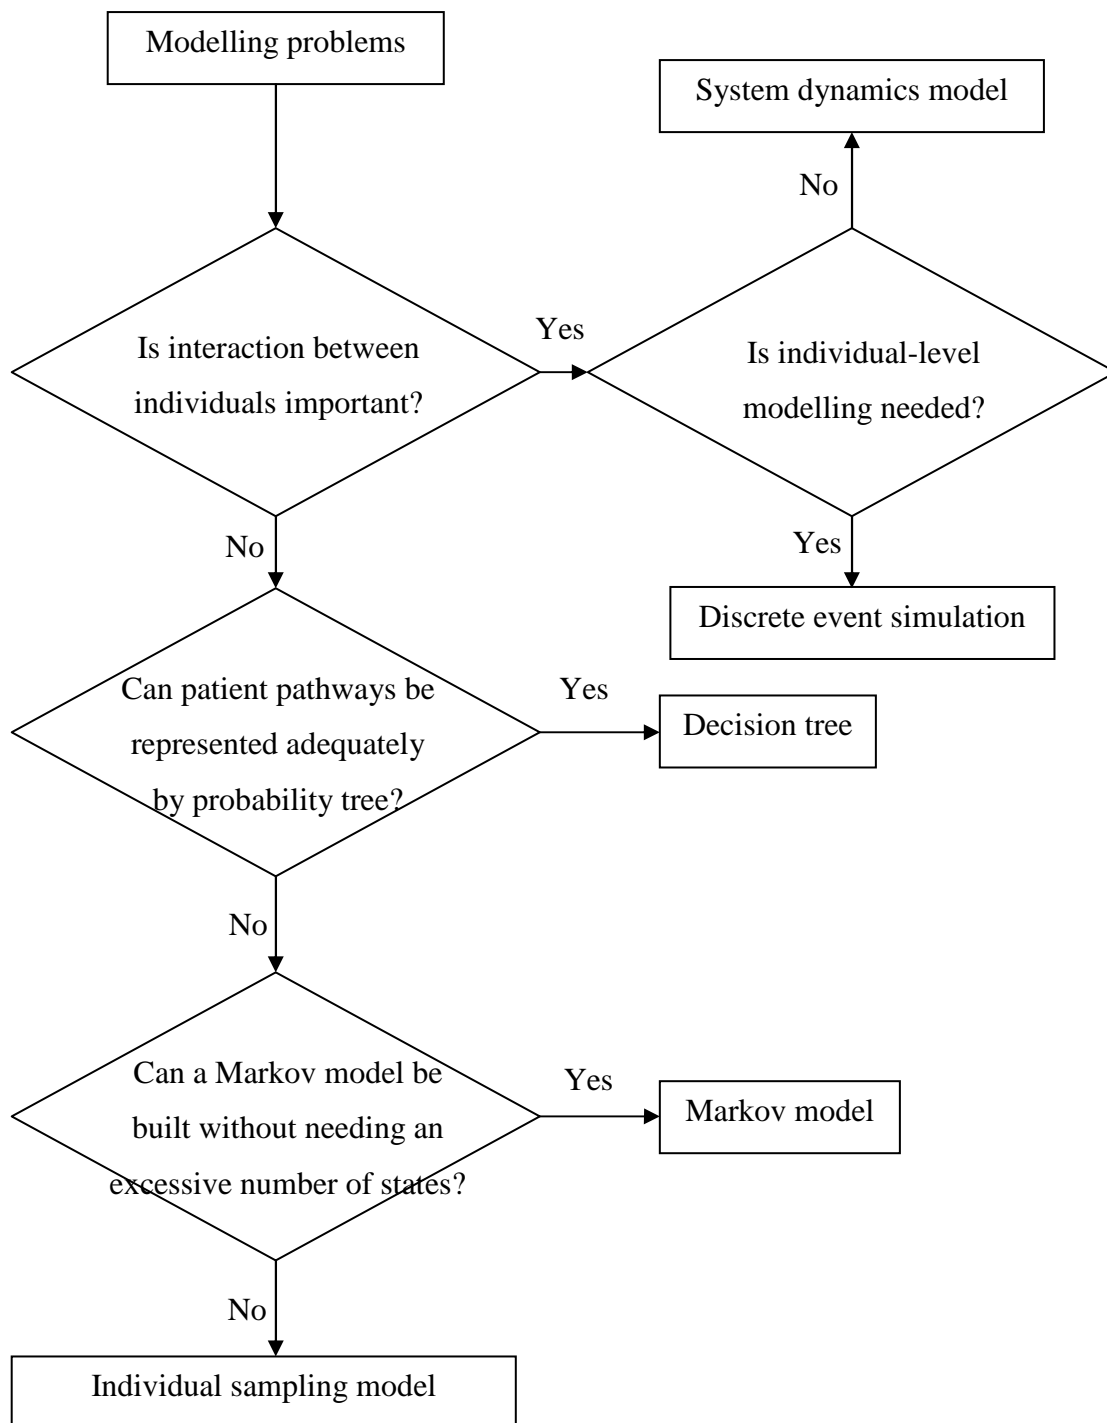 Modelling problems
System dynamics model
No
Is interaction between
individuals important?
Yes
Is individual-level
modelling needed?
No
Yes
Discrete event simulation
Can patient pathways be
represented adequately
by probability tree?
Yes
Decision tree
No
Can a Markov model be
built without needing an
excessive number of states?
Yes
Markov model
No
Individual sampling model